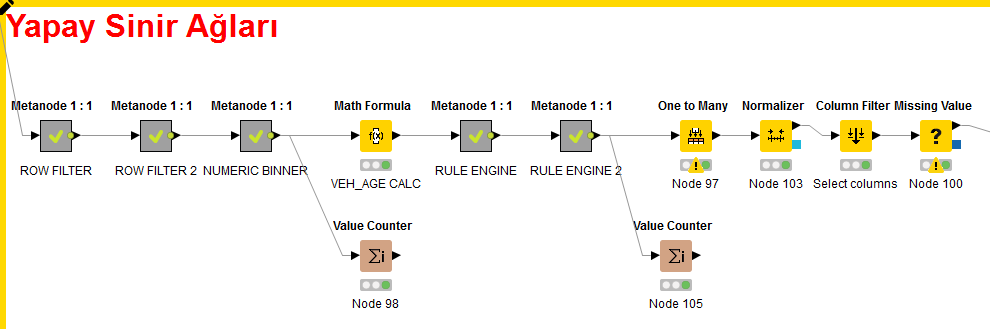 Yapay Sinir Ağları
Metanode 1 : 1 Metanode 1 : 1 Metanode 1 : 1 Math Formula Metanode 1 : 1 Metanode 1 : 1 One to Many Normalizer Column Filter Missing Value
f(x) ?
ROW FILTER ROW FILTER 2 NUMERIC BINNER VEH_AGE CALC RULE ENGINE RULE ENGINE 2 Node 97 Node 103 Select columns Node 100
Value Counter Value Counter
Σi Σi
Node 98 Node 105